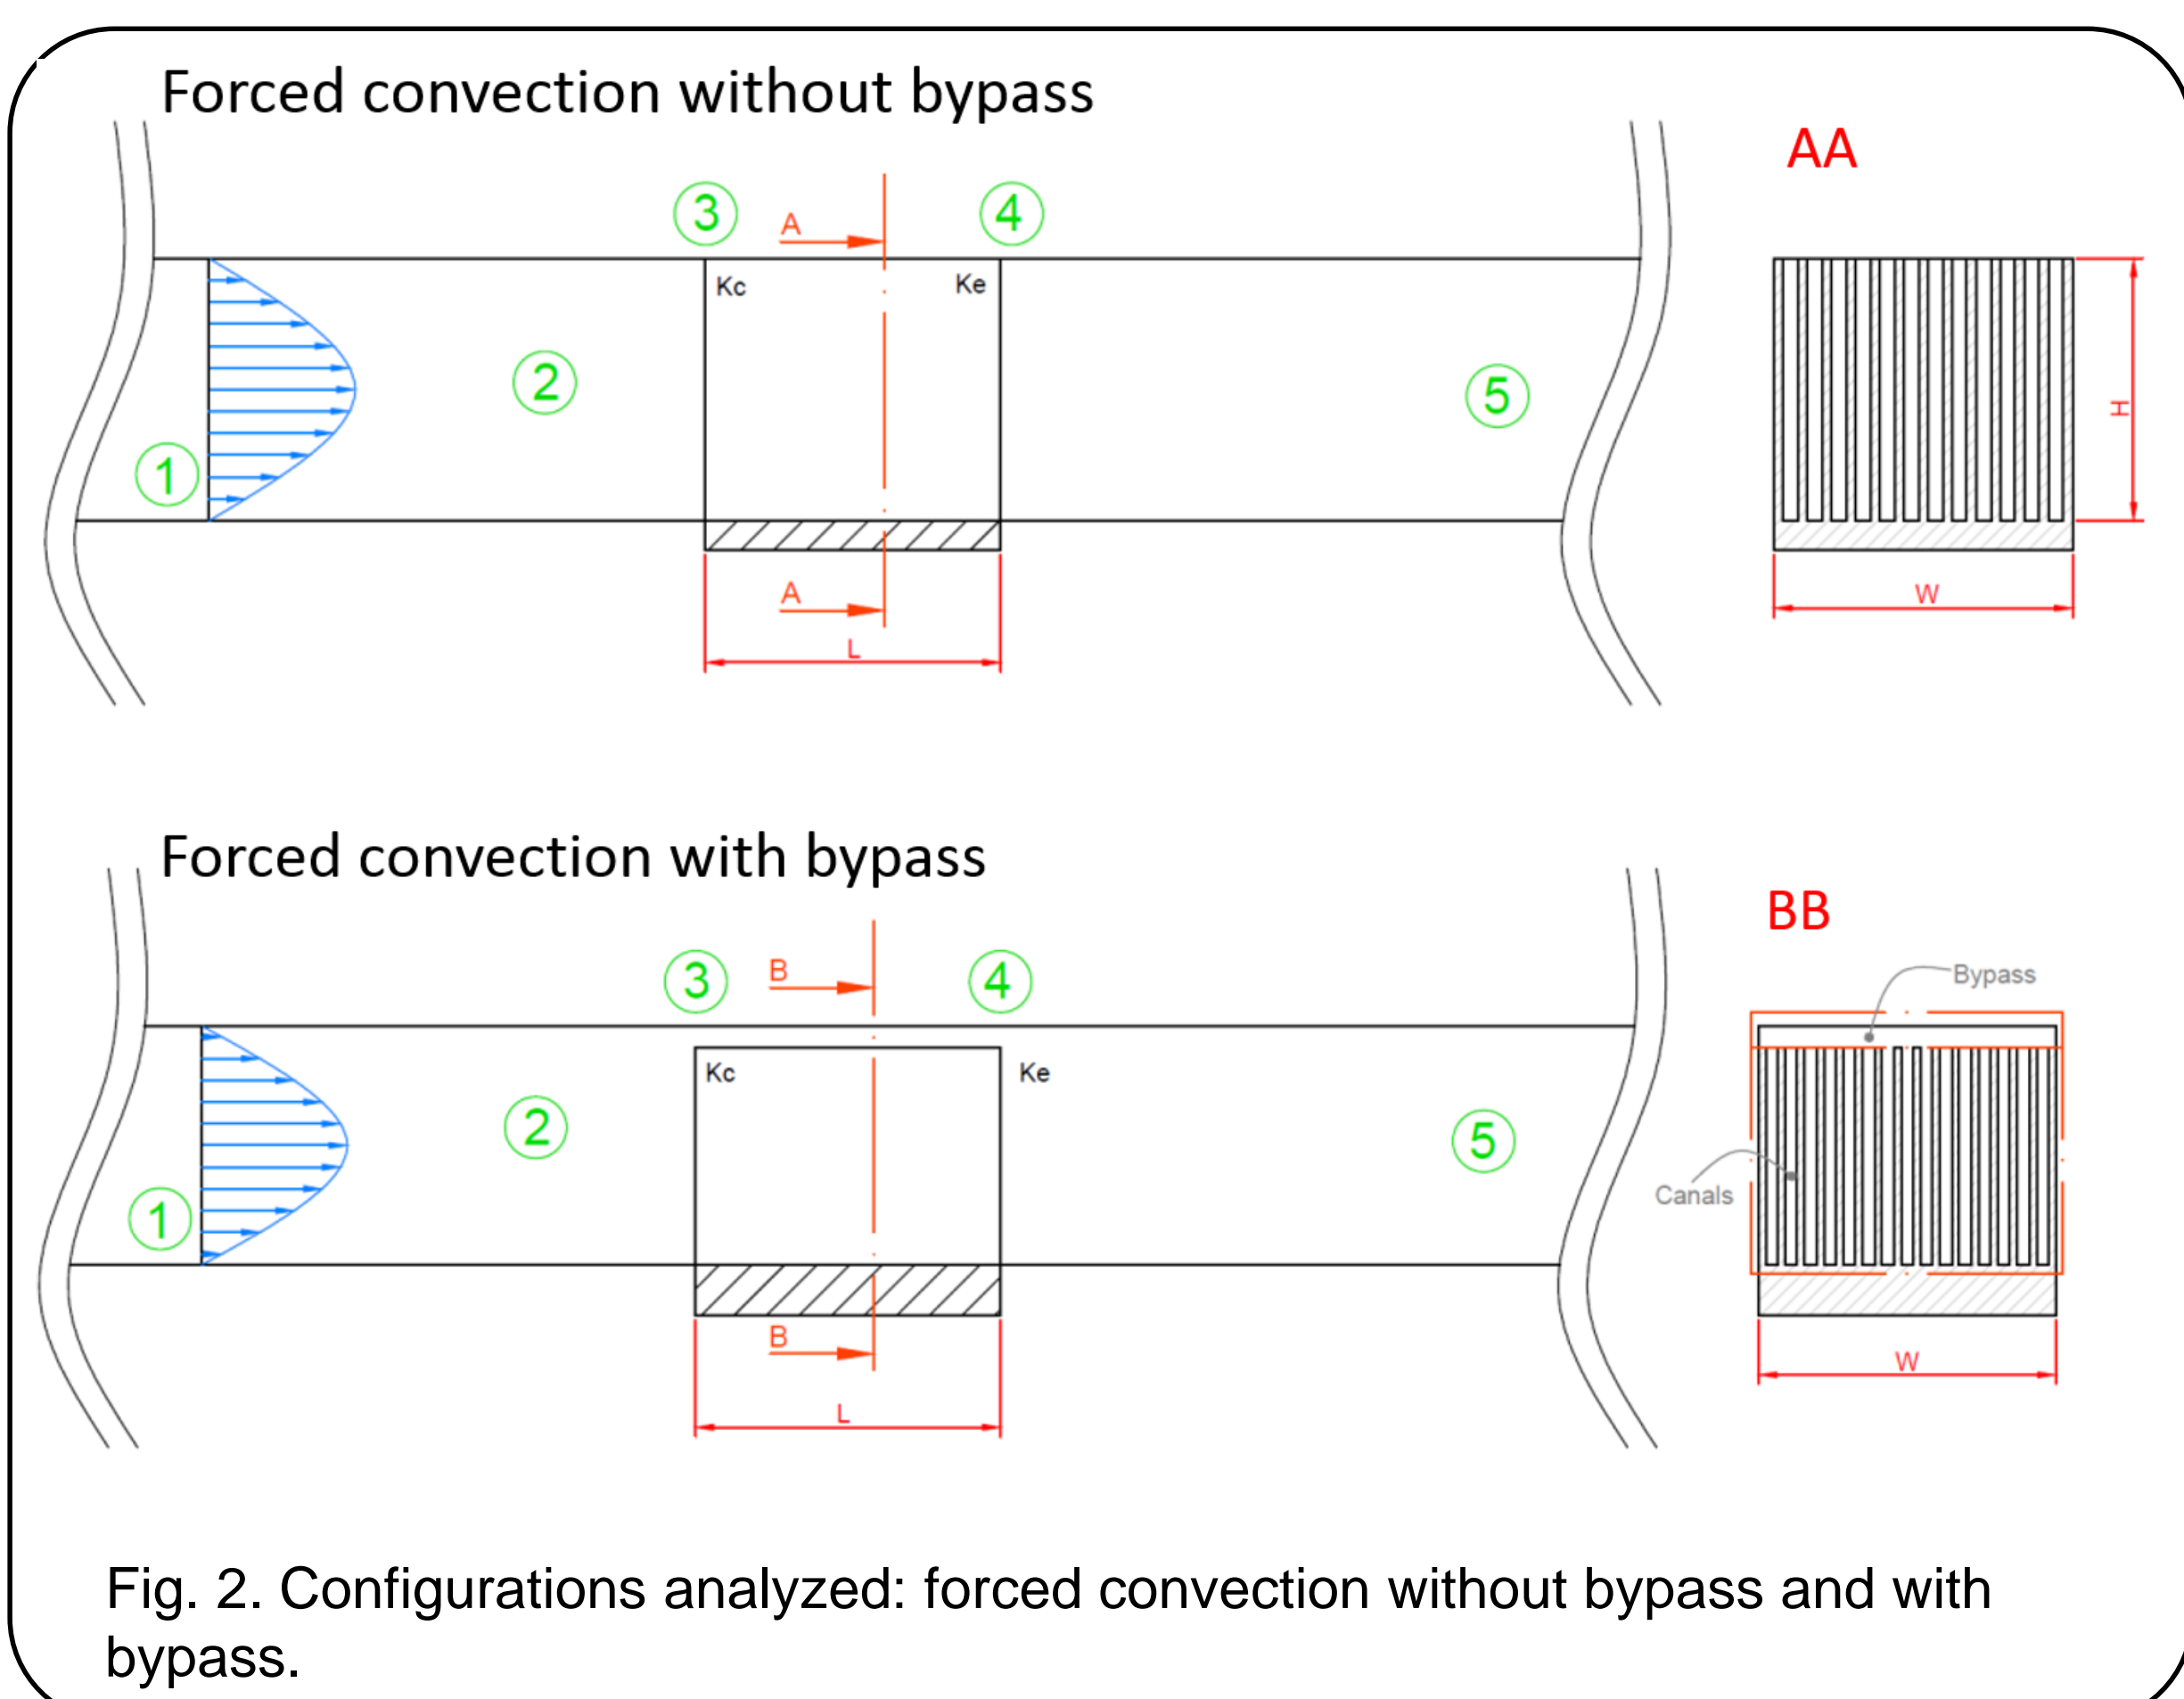 Forced convection without bypass
AA
3
A
4
Kc
Ke
2
5
1
H
A
W
L
Forced convection with bypass
BB
3
B
4
Bypass
Kc
Ke
2
5
1
Canals
B
W
L
Fig. 2. Configurations analyzed: forced convection without bypass and with
bypass.